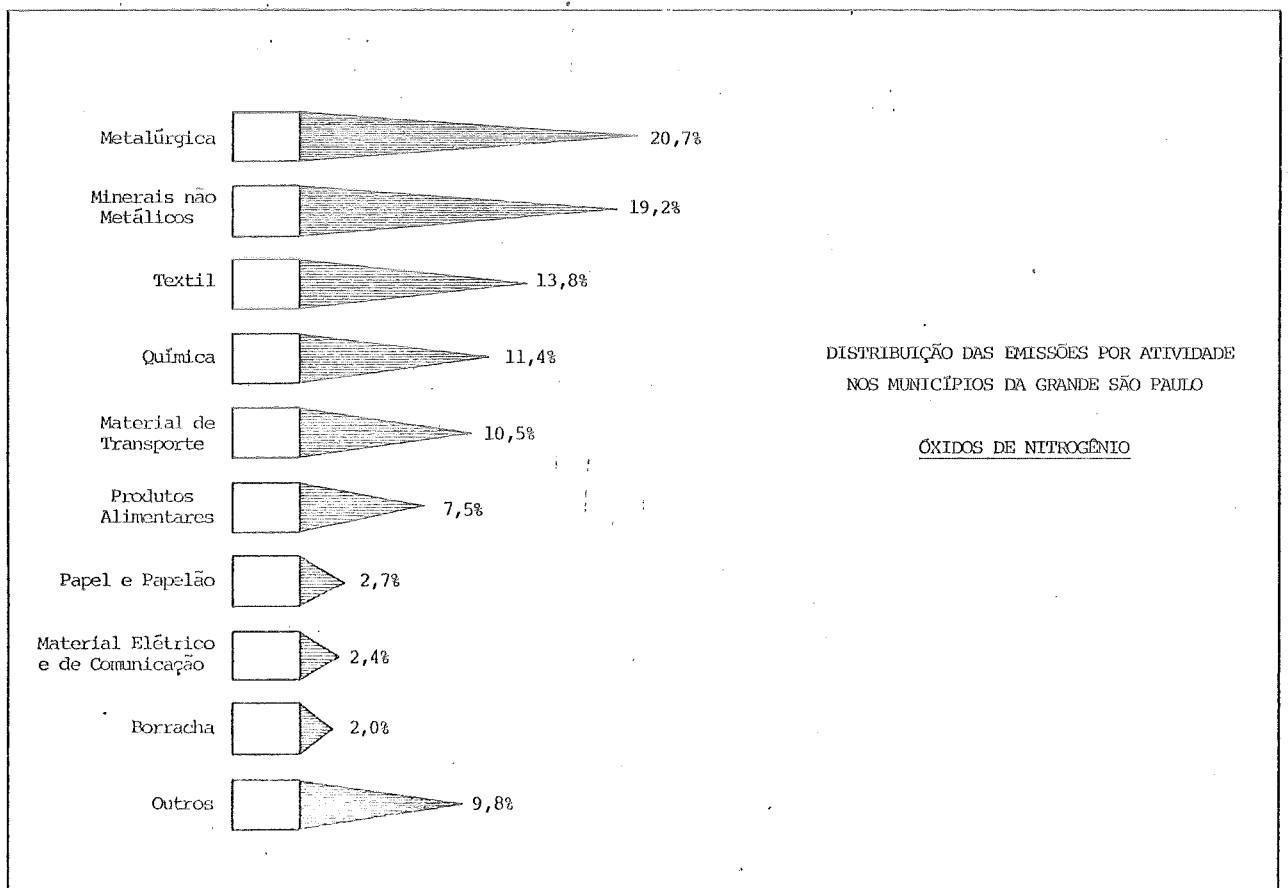 Metalúrgica
20,7%
Minerais não
Metálicos
19,2%
Textil
13,8%
Química
11,4%
Material de
Transporte
10,5%
Produtos
Alimentares
7,5%
Papel e Papelão
2,7%
Material Elétrico
e de Comunicação
2,4%
Borracha
2,0%
Outros
9,8%
DISTRIBUIÇÃO DAS EMISSÕES POR ATIVIDADE
NOS MUNICÍPIOS DA GRANDE SÃO PAULO
ÓXIDOS DE NITROGÊNIO